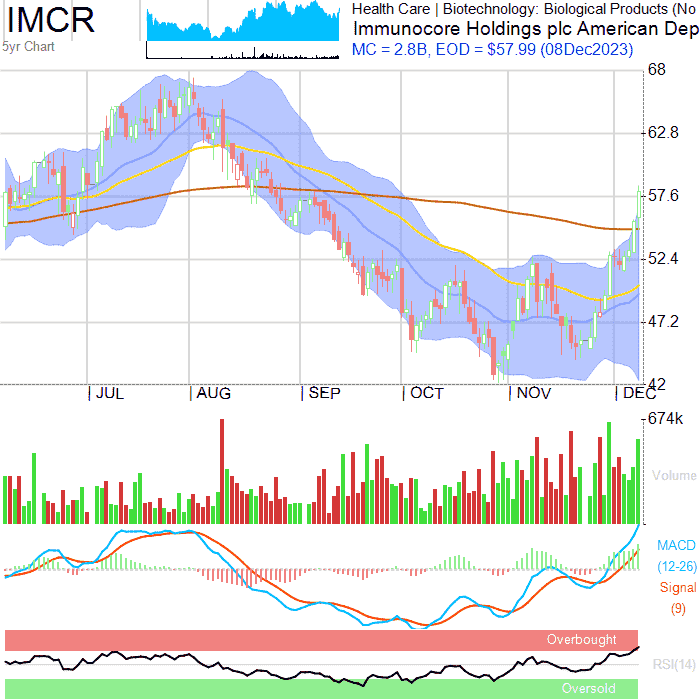 IMCR
5yr Chart
Health Care | Biotechnology: Biological Products (No
Immunocore Holdings plc American Dep
MC = 2.8B, EOD = $57.99 (08Dec2023)
68
62.8
57.6
52.4
47.2
42
JUL AUG SEP OCT NOV DEC
674k
Volume
MACD
(12-26)
Signal
(9)
Overbought
RSI(14)
Oversold